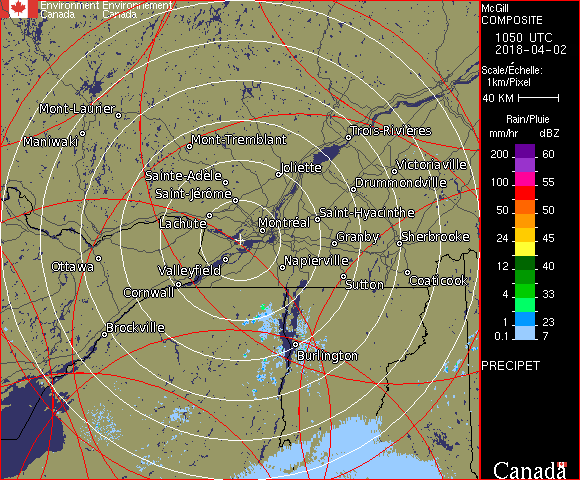 Environment Environnement
Canada Canada
McGill
COMPOSITE
1050 UTC
2018-04-02
Scale/Échelle:
1km/Pixel
40 KM
Rain/Pluie
mm/hr dBZ
200 60
100 55
50 50
24 45
12 40
4 33
1 23
0.1 7
PRECIPET
Canada
Mont-Laurier
Maniwaki
Mont-Tremblant
Trois-Rivières
Joliette
Victoriaville
Sainte-Adèle
Drummondville
Saint-Jérôme
Saint-Hyacinthe
Lachute
Montréal
Granby
Sherbrooke
Ottawa
Valleyfield
Napierville
Sutton
Coaticook
Cornwall
Brockville
Burlington